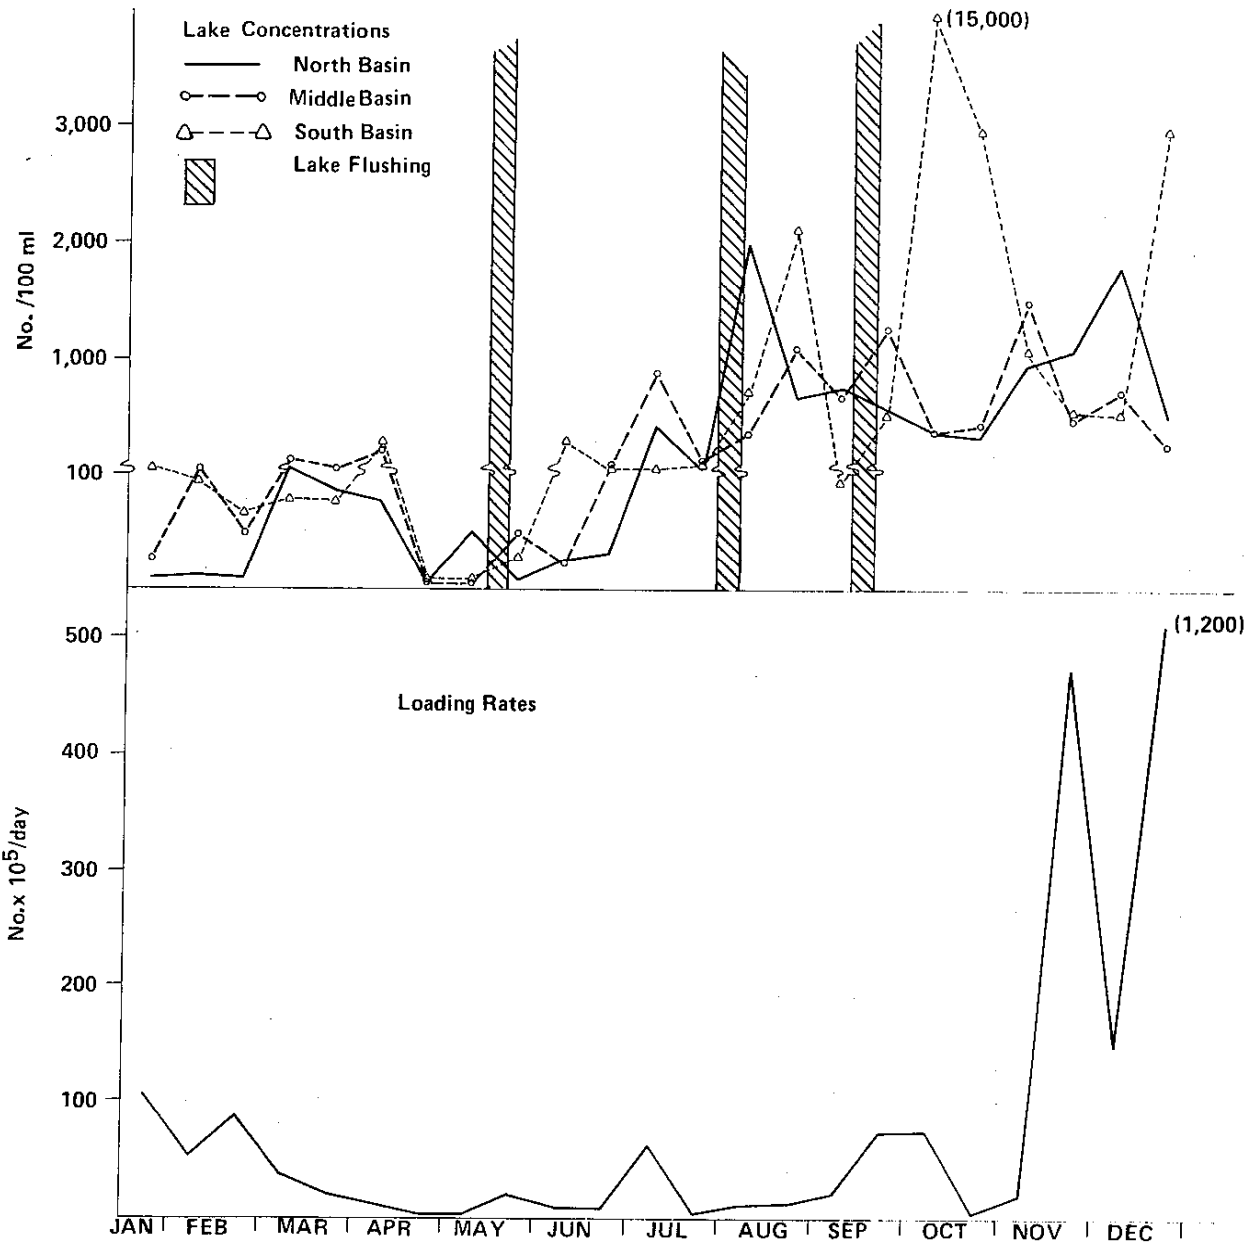 Lake Concentrations
North Basin
Middle Basin
South Basin
Lake Flushing
(15,000)
No. /100 ml
3,000
2,000
1,000
100
(1,200)
Loading Rates
No.x 10⁵/day
500
400
300
200
100
JAN FEB MAR APR MAY JUN JUL AUG SEP OCT NOV DEC